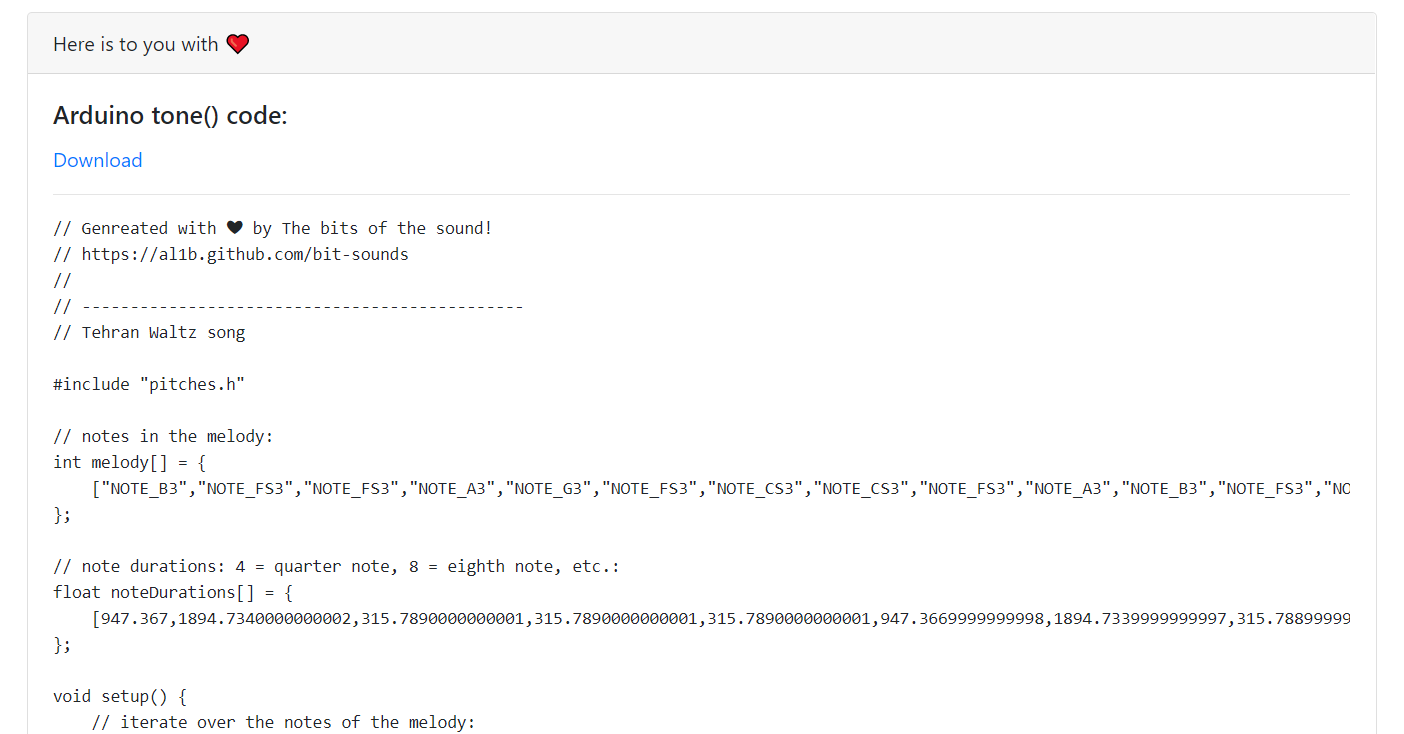 Here is to you with ❤
Arduino tone() code:
Download
// Genreated with ♥ by The bits of the sound!
// https://al1b.github.com/bit-sounds
//
// ----------------------------------------------
// Tehran Waltz song
#include "pitches.h"
// notes in the melody:
int melody[] = {
["NOTE_B3","NOTE_FS3","NOTE_FS3","NOTE_A3","NOTE_G3","NOTE_FS3","NOTE_CS3","NOTE_CS3","NOTE_FS3","NOTE_A3","NOTE_B3","NOTE_FS3","NO
};
// note durations: 4 = quarter note, 8 = eighth note, etc.:
float noteDurations[] = {
[947.367,1894.7340000000002,315.7890000000001,315.7890000000001,315.7890000000001,947.3669999999998,1894.7339999999997,315.78899999
};
void setup() {
// iterate over the notes of the melody: